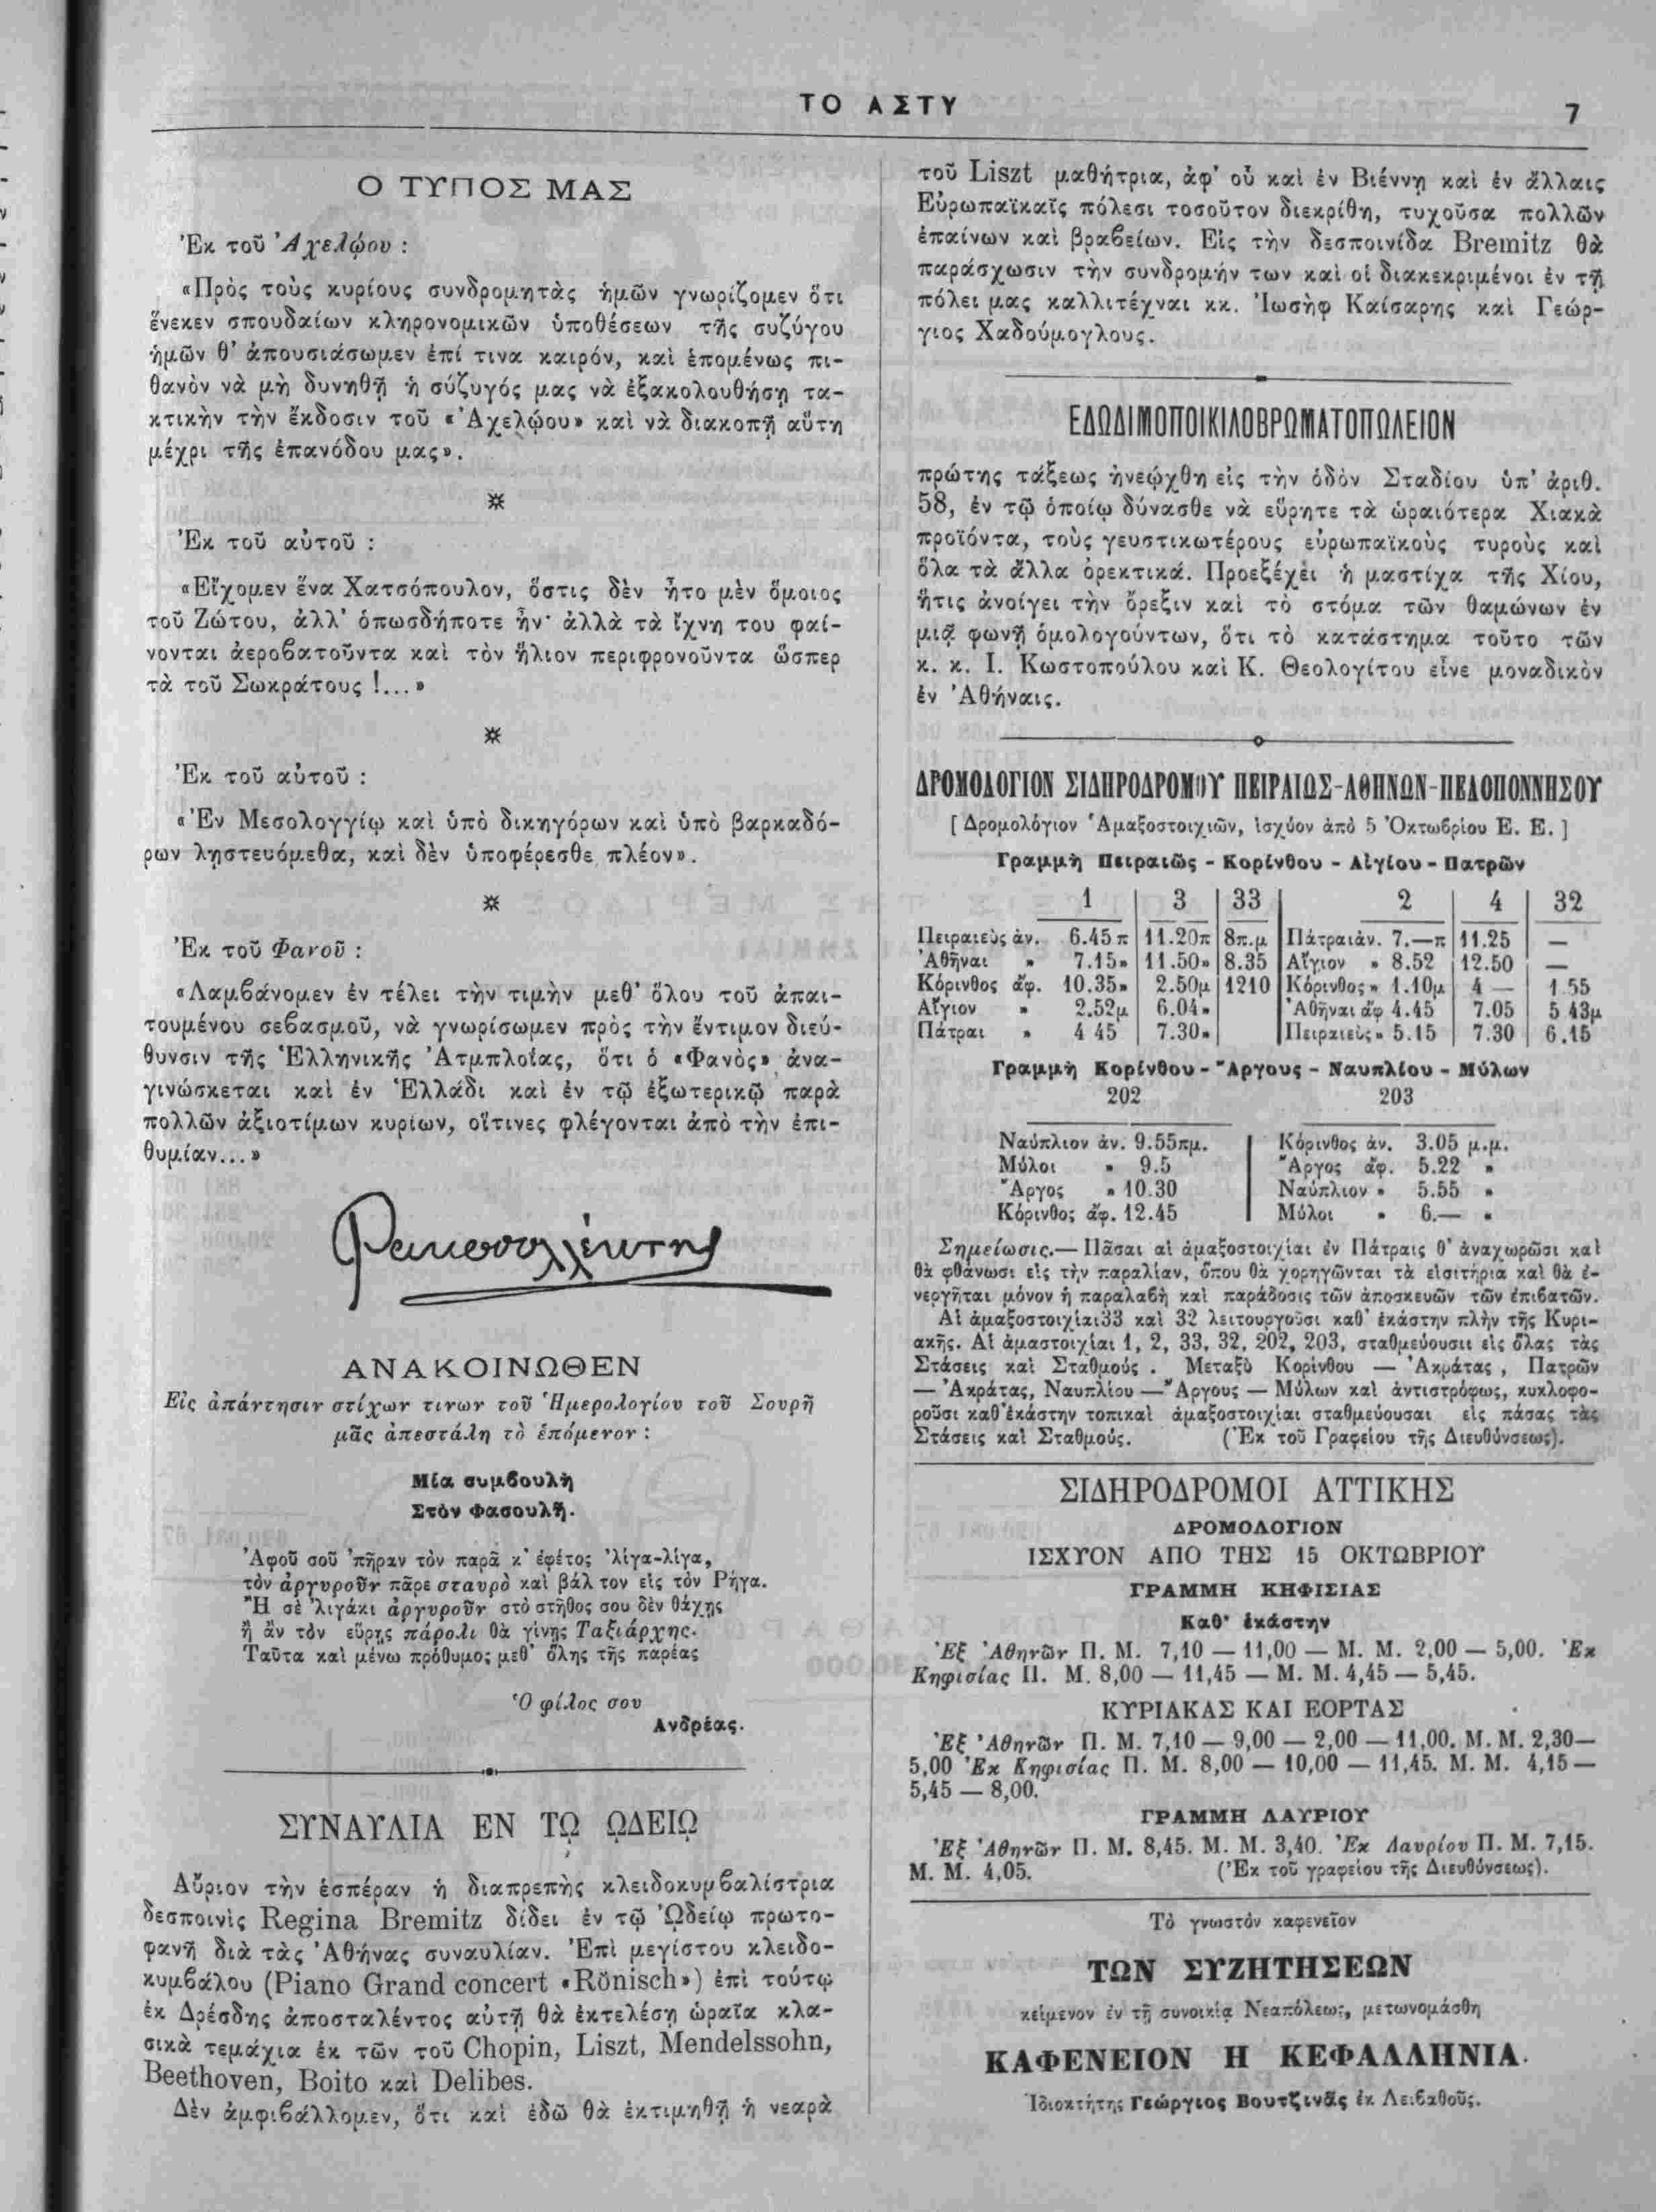 ΤΟ ΑΣΤΥ
7
Ο ΤΥΠΟΣ ΜΑΣ
Ἐκ τοῦ Ἀχελῴου :
«Πρὸς τοὺς κυρίους συνδρομητὰς ἡμῶν γνωρίζομεν ὅτι
ἕνεκεν σπουδαίων κληρονομικῶν ὑποθέσεων τῆς συζύγου
ἡμῶν θ' ἀπουσιάσωμεν ἐπί τινα καιρόν, καὶ ἑπομένως πι-
θανὸν νὰ μὴ δυνηθῇ ἡ σύζυγός μας νὰ ἐξακολουθήσῃ τα-
κτικὴν τὴν ἔκδοσιν τοῦ «Ἀχελῴου» καὶ νὰ διακοπῇ αὕτη
μέχρι τῆς ἐπανόδου μας».
Ἐκ τοῦ αὐτοῦ :
«Εἴχομεν ἕνα Χατσόπουλον, ὅστις δὲν ἦτο μὲν ὅμοιος
τοῦ Ζώτου, ἀλλ' ὁπωσδήποτε ἦν· ἀλλὰ τὰ ἴχνη του φαί-
νονται ἀεροβατοῦντα καὶ τὸν ἥλιον περιφρονοῦντα ὥσπερ
τὰ τοῦ Σωκράτους !... »
Ἐκ τοῦ αὐτοῦ :
«Ἐν Μεσολογγίῳ καὶ ὑπὸ δικηγόρων καὶ ὑπὸ βαρκαδό-
ρων ληστευόμεθα, καὶ δὲν ὑποφέρεσθε πλέον».
Ἐκ τοῦ Φανοῦ :
«Λαμβάνομεν ἐν τέλει τὴν τιμὴν μεθ' ὅλου τοῦ ἀπαι-
τουμένου σεβασμοῦ, νὰ γνωρίσωμεν πρὸς τὴν ἔντιμον διεύ-
θυνσιν τῆς Ἑλληνικῆς Ἀτμπλοΐας, ὅτι ὁ «Φανὸς» ἀνα-
γινώσκεται καὶ ἐν Ἑλλάδι καὶ ἐν τῷ ἐξωτερικῷ παρὰ
πολλῶν ἀξιοτίμων κυρίων, οἵτινες φλέγονται ἀπὸ τὴν ἐπι-
θυμίαν... »
ΑΝΑΚΟΙΝΩΘΕΝ
Εἰς ἀπάντησιν στίχων τινων τοῦ Ἡμερολογίου τοῦ Σουρῆ
μᾶς ἀπεστάλη τὸ ἑπόμενον :
Μία συμβουλὴ
Στὸν Φασουλῆ.
Ἀφοῦ σοῦ 'πῆραν τὸν παρᾶ κ' ἐφέτος 'λίγα-λίγα,
τὸν ἀργυροῦν πᾶρε σταυρὸ καὶ βάλ τον εἰς τὸν Ρήγα.
Ἢ σὲ 'λιγάκι ἀργυροῦν στὸ στῆθος σου δὲν θάχῃς
ἢ ἂν τὸν εὕρῃς πάρολι θὰ γίνῃς Ταξιάρχης.
Ταῦτα καὶ μένω πρόθυμος μεθ' ὅλης τῆς παρέας
Ὁ φίλος σου
Ανδρέας.
ΣΥΝΑΥΛΙΑ ΕΝ ΤΩ ΩΔΕΙΩ
Αὔριον τὴν ἑσπέραν ἡ διαπρεπὴς κλειδοκυμβαλίστρια
δεσποινὶς Regina Bremitz δίδει ἐν τῷ Ὠδείῳ πρωτο-
φανῆ διὰ τὰς Ἀθήνας συναυλίαν. Ἐπὶ μεγίστου κλειδο-
κυμβάλου (Piano Grand concert «Rönisch») ἐπὶ τούτῳ
ἐκ Δρέσδης ἀποσταλέντος αὐτῇ θὰ ἐκτελέσῃ ὡραῖα κλα-
σικὰ τεμάχια ἐκ τῶν τοῦ Chopin, Liszt, Mendelssohn,
Beethoven, Boito καὶ Delibes.
Δὲν ἀμφιβάλλομεν, ὅτι καὶ ἐδῶ θὰ ἐκτιμηθῇ ἡ νεαρὰ
τοῦ Liszt μαθήτρια, ἀφ' οὗ καὶ ἐν Βιέννῃ καὶ ἐν ἄλλαις
Εὐρωπαϊκαῖς πόλεσι τοσοῦτον διεκρίθη, τυχοῦσα πολλῶν
ἐπαίνων καὶ βραβείων. Εἰς τὴν δεσποινίδα Bremitz θὰ
παράσχωσιν τὴν συνδρομήν των καὶ οἱ διακεκριμένοι ἐν τῇ
πόλει μας καλλιτέχναι κκ. Ἰωσὴφ Καίσαρης καὶ Γεώρ-
γιος Χαδούμογλους.
ΕΔΩΔΙΜΟΠΟΙΚΙΛΟΒΡΩΜΑΤΟΠΩΛΕΙΟΝ
πρώτης τάξεως ἠνεῴχθη εἰς τὴν ὁδὸν Σταδίου ὑπ' ἀριθ.
58, ἐν τῷ ὁποίῳ δύνασθε νὰ εὕρητε τὰ ὡραιότερα Χιακὰ
προϊόντα, τοὺς γευστικωτέρους εὐρωπαϊκοὺς τυροὺς καὶ
ὅλα τὰ ἄλλα ὀρεκτικά. Προεξέχει ἡ μαστίχα τῆς Χίου,
ἥτις ἀνοίγει τὴν ὄρεξιν καὶ τὸ στόμα τῶν θαμώνων ἐν
μιᾷ φωνῇ ὁμολογούντων, ὅτι τὸ κατάστημα τοῦτο τῶν
κ. κ. Ι. Κωστοπούλου καὶ Κ. Θεολογίτου εἶνε μοναδικὸν
ἐν Ἀθήναις.
ΔΡΟΜΟΛΟΓΙΟΝ ΣΙΔΗΡΟΔΡΟΜΟΥ ΠΕΙΡΑΙΩΣ-ΑΘΗΝΩΝ-ΠΕΛΟΠΟΝΝΗΣΟΥ
[ Δρομολόγιον Ἁμαξοστοιχιῶν, ἰσχύον ἀπὸ 5 Ὀκτωβρίου Ε. Ε. ]
Γραμμὴ Πειραιῶς - Κορίνθου - Αἰγίου - Πατρῶν
1 3 33 2 4 32
Πειραιεὺς ἀν. 6.45π 11.20π 8π.μ Πάτραι ἀν. 7.—π 11.25 —
Ἀθῆναι » 7.15» 11.50» 8.35 Αἴγιον » 8.52 12.50 —
Κόρινθος ἀφ. 10.35» 2.50μ 1210 Κόρινθος » 1.10μ 4 — 1.55
Αἴγιον » 2.52μ 6.04» Ἀθῆναι ἀφ 4.45 7.05 5.43μ
Πάτραι » 4 45 7.30» Πειραιεὺς» 5.15 7.30 6.15
Γραμμὴ Κορίνθου - Ἄργους - Ναυπλίου - Μύλων
202 203
Ναύπλιον ἀν. 9.55πμ. Κόρινθος ἀν. 3.05 μ.μ.
Μύλοι » 9.5 Ἄργος ἀφ. 5.22 »
Ἄργος » 10.30 Ναύπλιον » 5.55 »
Κόρινθος ἀφ. 12.45 Μύλοι » 6.— »
Σημείωσις.— Πᾶσαι αἱ ἁμαξοστοιχίαι ἐν Πάτραις θ' ἀναχωρῶσι καὶ
θὰ φθάνωσι εἰς τὴν παραλίαν, ὅπου θὰ χορηγῶνται τὰ εἰσιτήρια καὶ θὰ ἐ-
νεργῆται μόνον ἡ παραλαβὴ καὶ παράδοσις τῶν ἀποσκευῶν τῶν ἐπιβατῶν.
Αἱ ἁμαξοστοιχίαι 33 καὶ 32 λειτουργοῦσι καθ' ἑκάστην πλὴν τῆς Κυρι-
ακῆς. Αἱ ἁμαστοιχίαι 1, 2, 33, 32, 202, 203, σταθμεύουσιι εἰς ὅλας τὰς
Στάσεις καὶ Σταθμούς . Μεταξὺ Κορίνθου — Ἀκράτας , Πατρῶν
— Ἀκράτας, Ναυπλίου — Ἄργους — Μύλων καὶ ἀντιστρόφως, κυκλοφο-
ροῦσι καθ' ἑκάστην τοπικαὶ ἁμαξοστοιχίαι σταθμεύουσαι εἰς πάσας τὰς
Στάσεις καὶ Σταθμούς. (Ἐκ τοῦ Γραφείου τῆς Διευθύνσεως).
ΣΙΔΗΡΟΔΡΟΜΟΙ ΑΤΤΙΚΗΣ
ΔΡΟΜΟΛΟΓΙΟΝ
ΙΣΧΥΟΝ ΑΠΟ ΤΗΣ 15 ΟΚΤΩΒΡΙΟΥ
ΓΡΑΜΜΗ ΚΗΦΙΣΙΑΣ
Καθ' ἑκάστην
Ἐξ Ἀθηνῶν Π. Μ. 7,10 — 11,00 — Μ. Μ. 2,00 — 5,00. Ἐκ
Κηφισίας Π. Μ. 8,00 — 11,45 — Μ. Μ. 4,45 — 5,45.
ΚΥΡΙΑΚΑΣ ΚΑΙ ΕΟΡΤΑΣ
Ἐξ Ἀθηνῶν Π. Μ. 7,10 — 9,00 — 2,00 — 11,00. Μ. Μ. 2,30—
5,00 Ἐκ Κηφισίας Π. Μ. 8,00 — 10,00 — 11,45. Μ. Μ. 4,15 —
5,45 — 8,00.
ΓΡΑΜΜΗ ΛΑΥΡΙΟΥ
Ἐξ Ἀθηνῶν Π. Μ. 8,45. Μ. Μ. 3,40. Ἐκ Λαυρίου Π. Μ. 7,15.
Μ. Μ. 4,05. (Ἐκ τοῦ γραφείου τῆς Διευθύνσεως).
Τὸ γνωστὸν καφενεῖον
ΤΩΝ ΣΥΖΗΤΗΣΕΩΝ
κείμενον ἐν τῇ συνοικίᾳ Νεαπόλεως, μετωνομάσθη
ΚΑΦΕΝΕΙΟΝ Η ΚΕΦΑΛΛΗΝΙΑ.
Ἰδιοκτήτης Γεώργιος Βουτζινᾶς ἐκ Λειβαθοῦς.